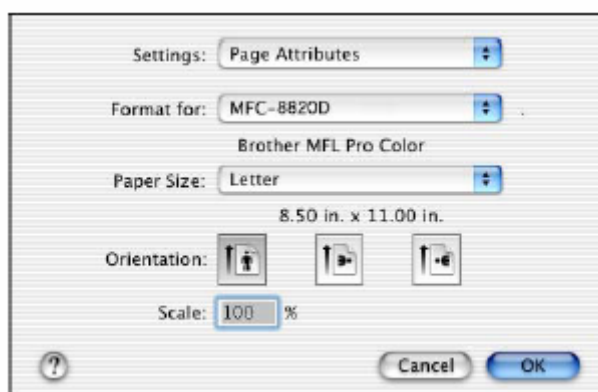 Settings: Page Attributes
Format for: MFC-8820D
Brother MFL Pro Color
Paper Size: Letter
8.50 in. x 11.00 in.
Orientation:
Scale: 100 %
? Cancel OK